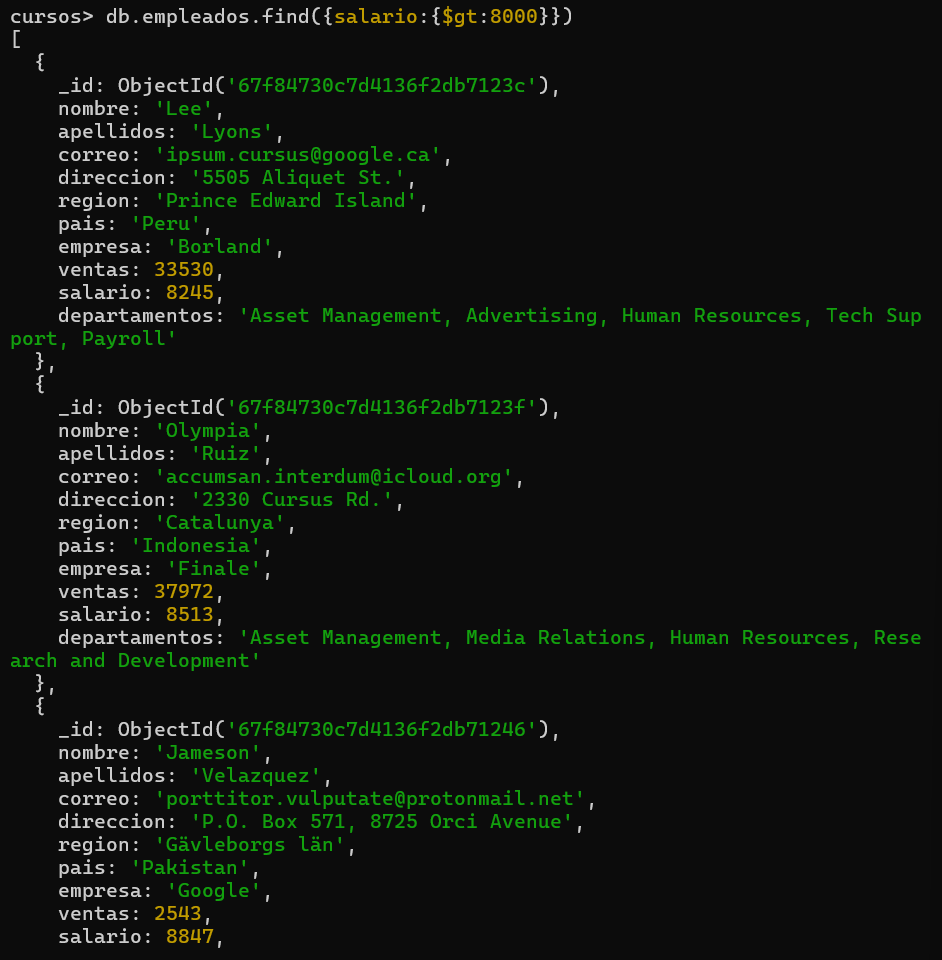 cursos> db.empleados.find({salario:{$gt:8000}})
[
  {
    _id: ObjectId('67f84730c7d4136f2db7123c'),
    nombre: 'Lee',
    apellidos: 'Lyons',
    correo: 'ipsum.cursus@google.ca',
    direccion: '5505 Aliquet St.',
    region: 'Prince Edward Island',
    pais: 'Peru',
    empresa: 'Borland',
    ventas: 33530,
    salario: 8245,
    departamentos: 'Asset Management, Advertising, Human Resources, Tech Sup
port, Payroll'
  },
  {
    _id: ObjectId('67f84730c7d4136f2db7123f'),
    nombre: 'Olympia',
    apellidos: 'Ruiz',
    correo: 'accumsan.interdum@icloud.org',
    direccion: '2330 Cursus Rd.',
    region: 'Catalunya',
    pais: 'Indonesia',
    empresa: 'Finale',
    ventas: 37972,
    salario: 8513,
    departamentos: 'Asset Management, Media Relations, Human Resources, Rese
arch and Development'
  },
  {
    _id: ObjectId('67f84730c7d4136f2db71246'),
    nombre: 'Jameson',
    apellidos: 'Velazquez',
    correo: 'porttitor.vulputate@protonmail.net',
    direccion: 'P.O. Box 571, 8725 Orci Avenue',
    region: 'Gävleborgs län',
    pais: 'Pakistan',
    empresa: 'Google',
    ventas: 2543,
    salario: 8847,